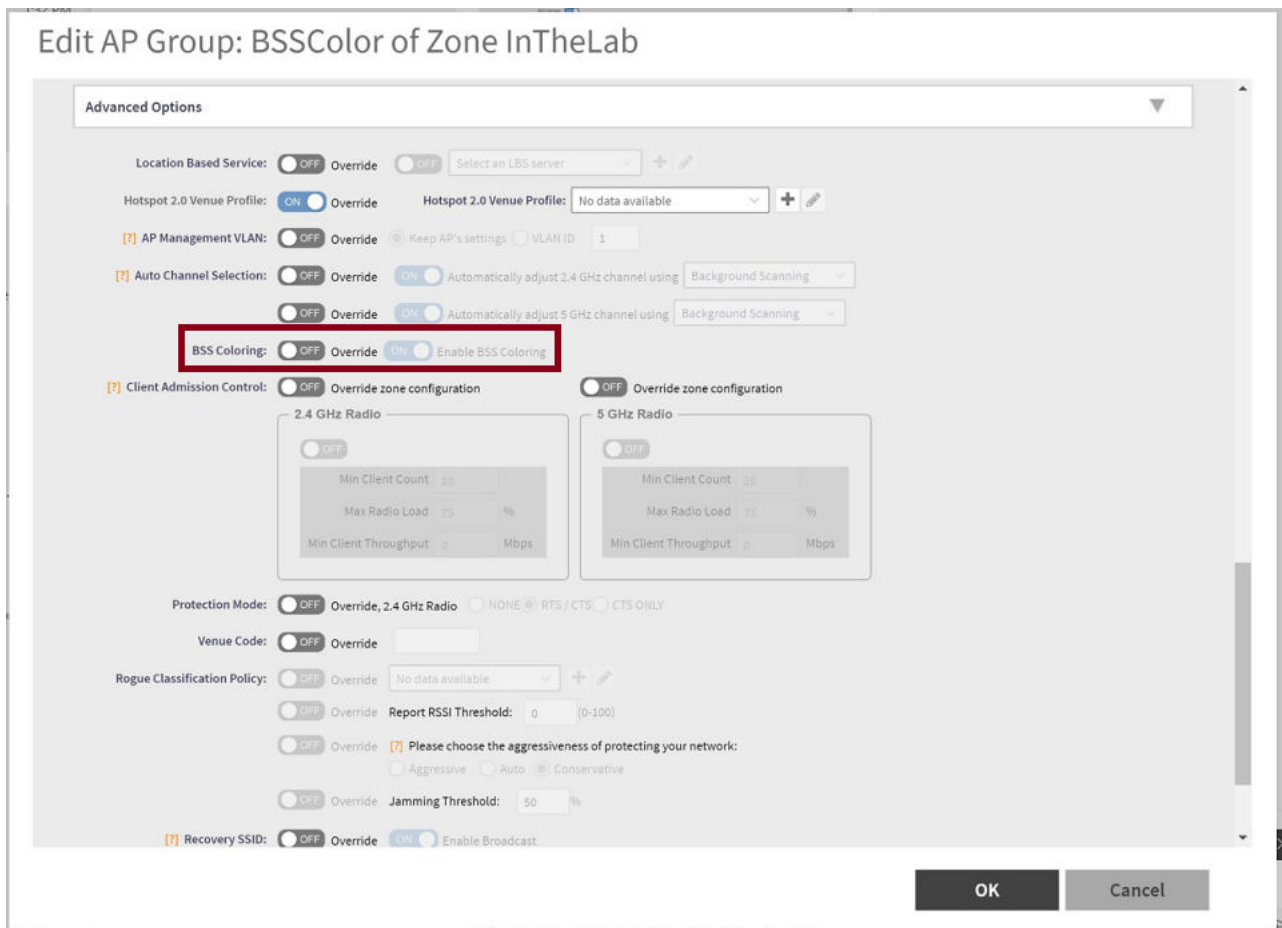 Edit AP Group: BSSColor of Zone InTheLab
Advanced Options
Location Based Service: OFF Override OFF Select an LBS server
Hotspot 2.0 Venue Profile: ON Override Hotspot 2.0 Venue Profile: No data available
[?] AP Management VLAN: OFF Override Keep AP's settings VLAN ID 1
[?] Auto Channel Selection: OFF Override ON Automatically adjust 2.4 GHz channel using Background Scanning
OFF Override ON Automatically adjust 5 GHz channel using Background Scanning
BSS Coloring: OFF Override ON Enable BSS Coloring
[?] Client Admission Control: OFF Override zone configuration OFF Override zone configuration
2.4 GHz Radio 5 GHz Radio
OFF OFF
Min Client Count 10 Min Client Count 20
Max Radio Load 75 % Max Radio Load 75 %
Min Client Throughput 0 Mbps Min Client Throughput 0 Mbps
Protection Mode: OFF Override, 2.4 GHz Radio NONE RTS / CTS CTS ONLY
Venue Code: OFF Override
Rogue Classification Policy: OFF Override No data available
OFF Override Report RSSI Threshold: 0 (0-100)
OFF Override [?] Please choose the aggressiveness of protecting your network:
Aggressive Auto Conservative
OFF Override Jamming Threshold: 50 %
[?] Recovery SSID: OFF Override ON Enable Broadcast
OK Cancel